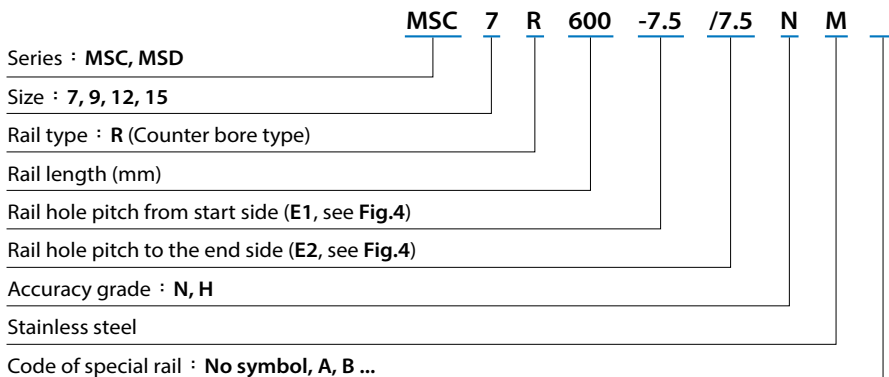 MSC 7 R 600 -7.5 /7.5 N M
Series：MSC, MSD
Size：7, 9, 12, 15
Rail type：R (Counter bore type)
Rail length (mm)
Rail hole pitch from start side (E1, see Fig.4)
Rail hole pitch to the end side (E2, see Fig.4)
Accuracy grade：N, H
Stainless steel
Code of special rail：No symbol, A, B ...